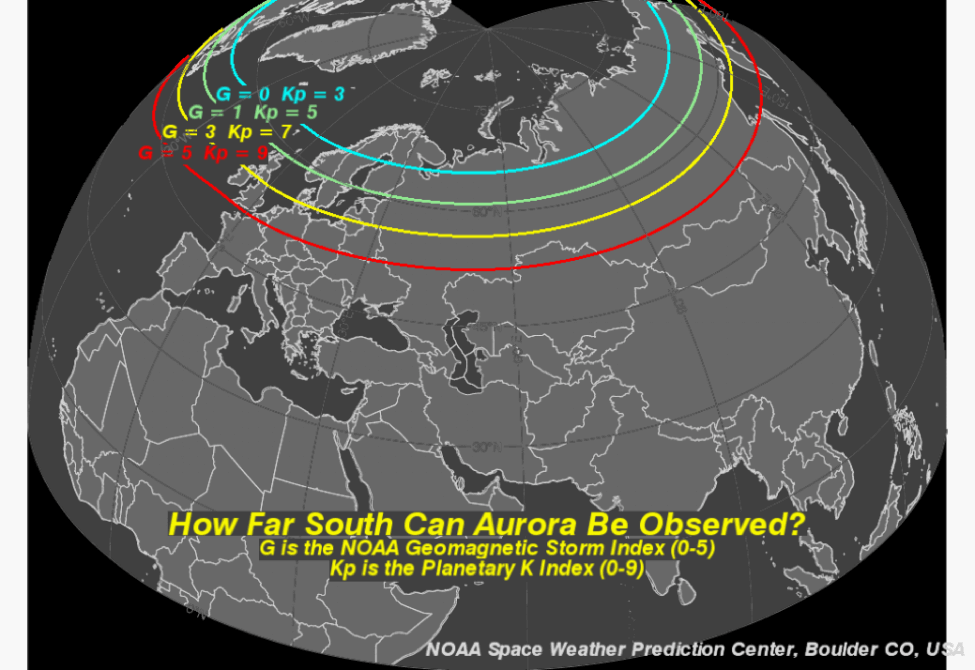 G = 0 Kp = 3
G = 1 Kp = 5
G = 3 Kp = 7
G = 5 Kp = 9
60°N
45°N
30°N
How Far South Can Aurora Be Observed?
G is the NOAA Geomagnetic Storm Index (0-5)
Kp is the Planetary K Index (0-9)
NOAA Space Weather Prediction Center, Boulder CO, USA